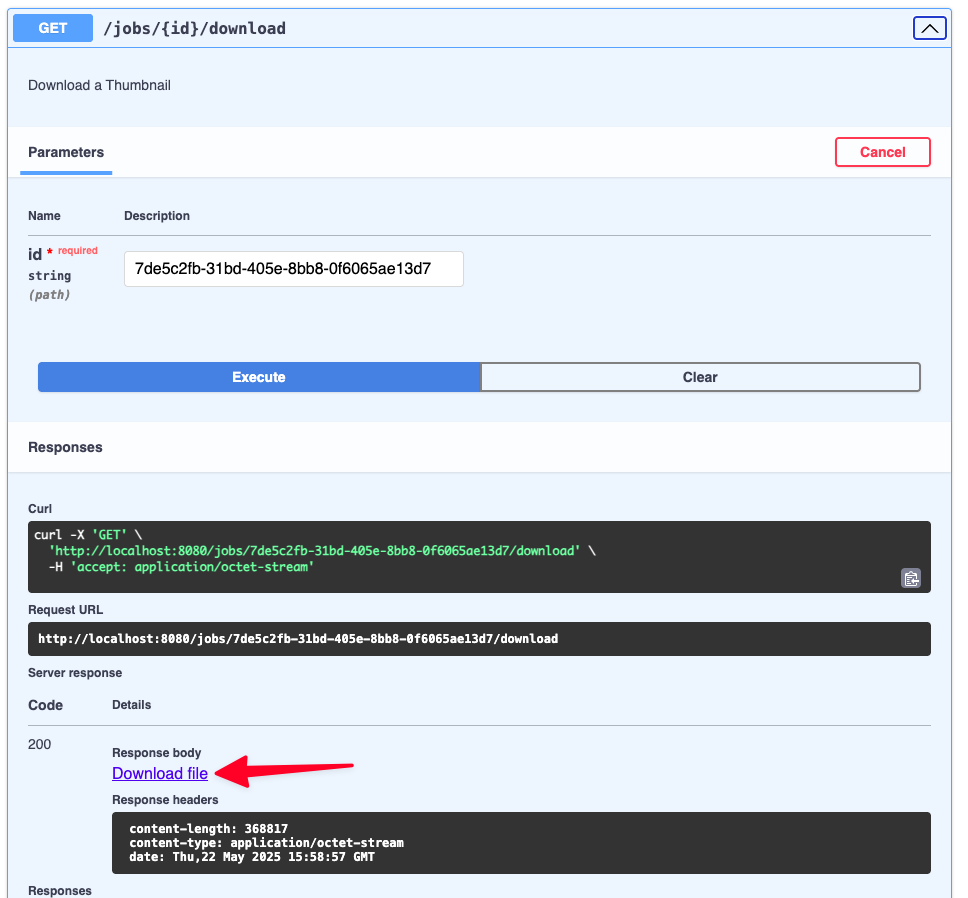 GET /jobs/{id}/download
Download a Thumbnail
Parameters Cancel
Name Description
id * required
7de5c2fb-31bd-405e-8bb8-0f6065ae13d7
string
(path)
Execute Clear
Responses
Curl
curl -X 'GET' \
'http://localhost:8080/jobs/7de5c2fb-31bd-405e-8bb8-0f6065ae13d7/download' \
-H 'accept: application/octet-stream'
Request URL
http://localhost:8080/jobs/7de5c2fb-31bd-405e-8bb8-0f6065ae13d7/download
Server response
Code Details
200
Response body
Download file
Response headers
content-length: 368817
content-type: application/octet-stream
date: Thu,22 May 2025 15:58:57 GMT
Responses